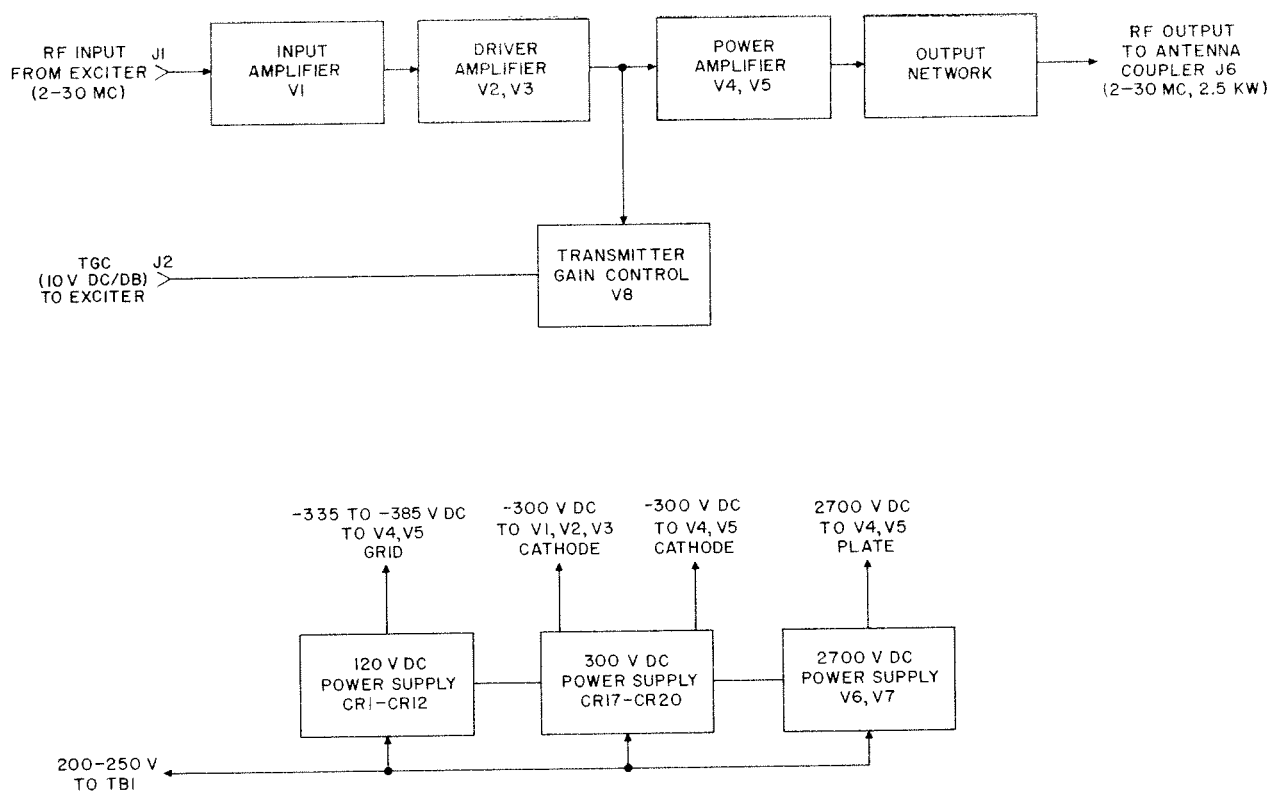 RF INPUT
FROM EXCITER
(2-30 MC)
J1
INPUT
AMPLIFIER
V1
DRIVER
AMPLIFIER
V2, V3
POWER
AMPLIFIER
V4, V5
OUTPUT
NETWORK
RF OUTPUT
TO ANTENNA
COUPLER J6
(2-30 MC, 2.5 KW)
TGC
(10 V DC/DB)
TO EXCITER
J2
TRANSMITTER
GAIN CONTROL
V8
-335 TO -385 V DC
TO V4, V5
GRID
-300 V DC
TO V1, V2, V3
CATHODE
-300 V DC
TO V4, V5
CATHODE
2700 V DC
TO V4, V5
PLATE
120 V DC
POWER SUPPLY
CR1-CR12
300 V DC
POWER SUPPLY
CR17-CR20
2700 V DC
POWER SUPPLY
V6, V7
200-250 V
TO TB1